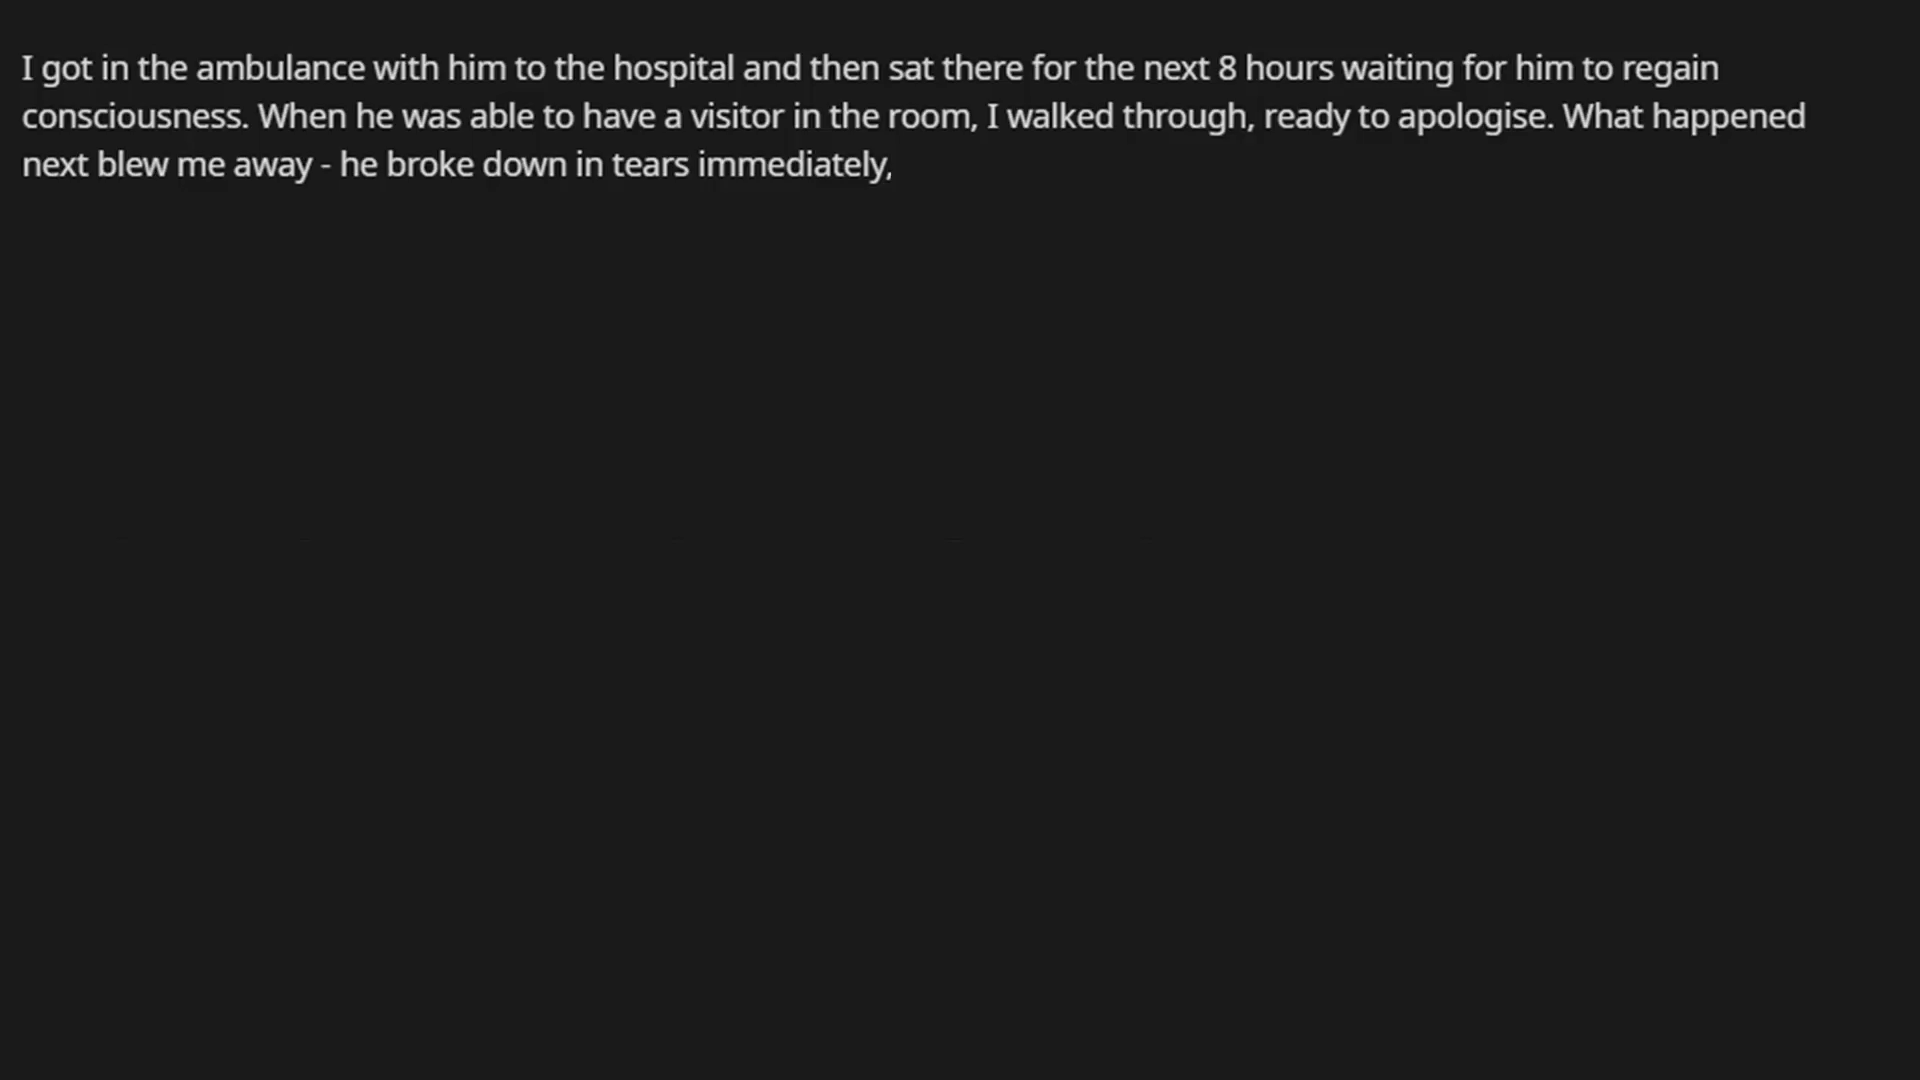 I got in the ambulance with him to the hospital and then sat there for the next 8 hours waiting for him to regain
consciousness. When he was able to have a visitor in the room, I walked through, ready to apologise. What happened
next blew me away - he broke down in tears immediately,